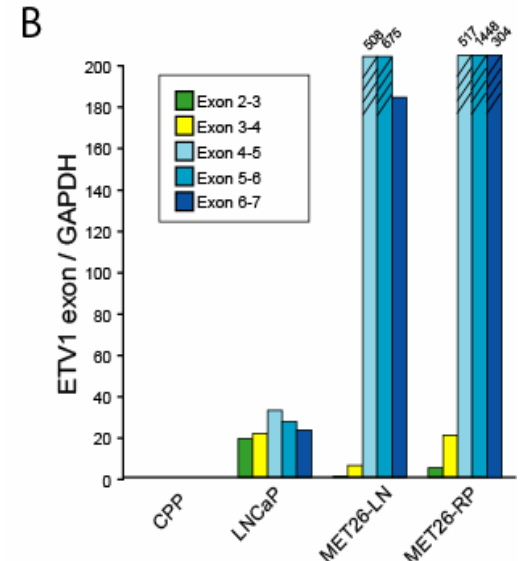 B
508
675
517
1448
304
200
180
160
140
120
100
80
60
40
20
0
ETV1 exon / GAPDH
Exon 2-3
Exon 3-4
Exon 4-5
Exon 5-6
Exon 6-7
CPP
LNCaP
MET26-LN
MET26-RP